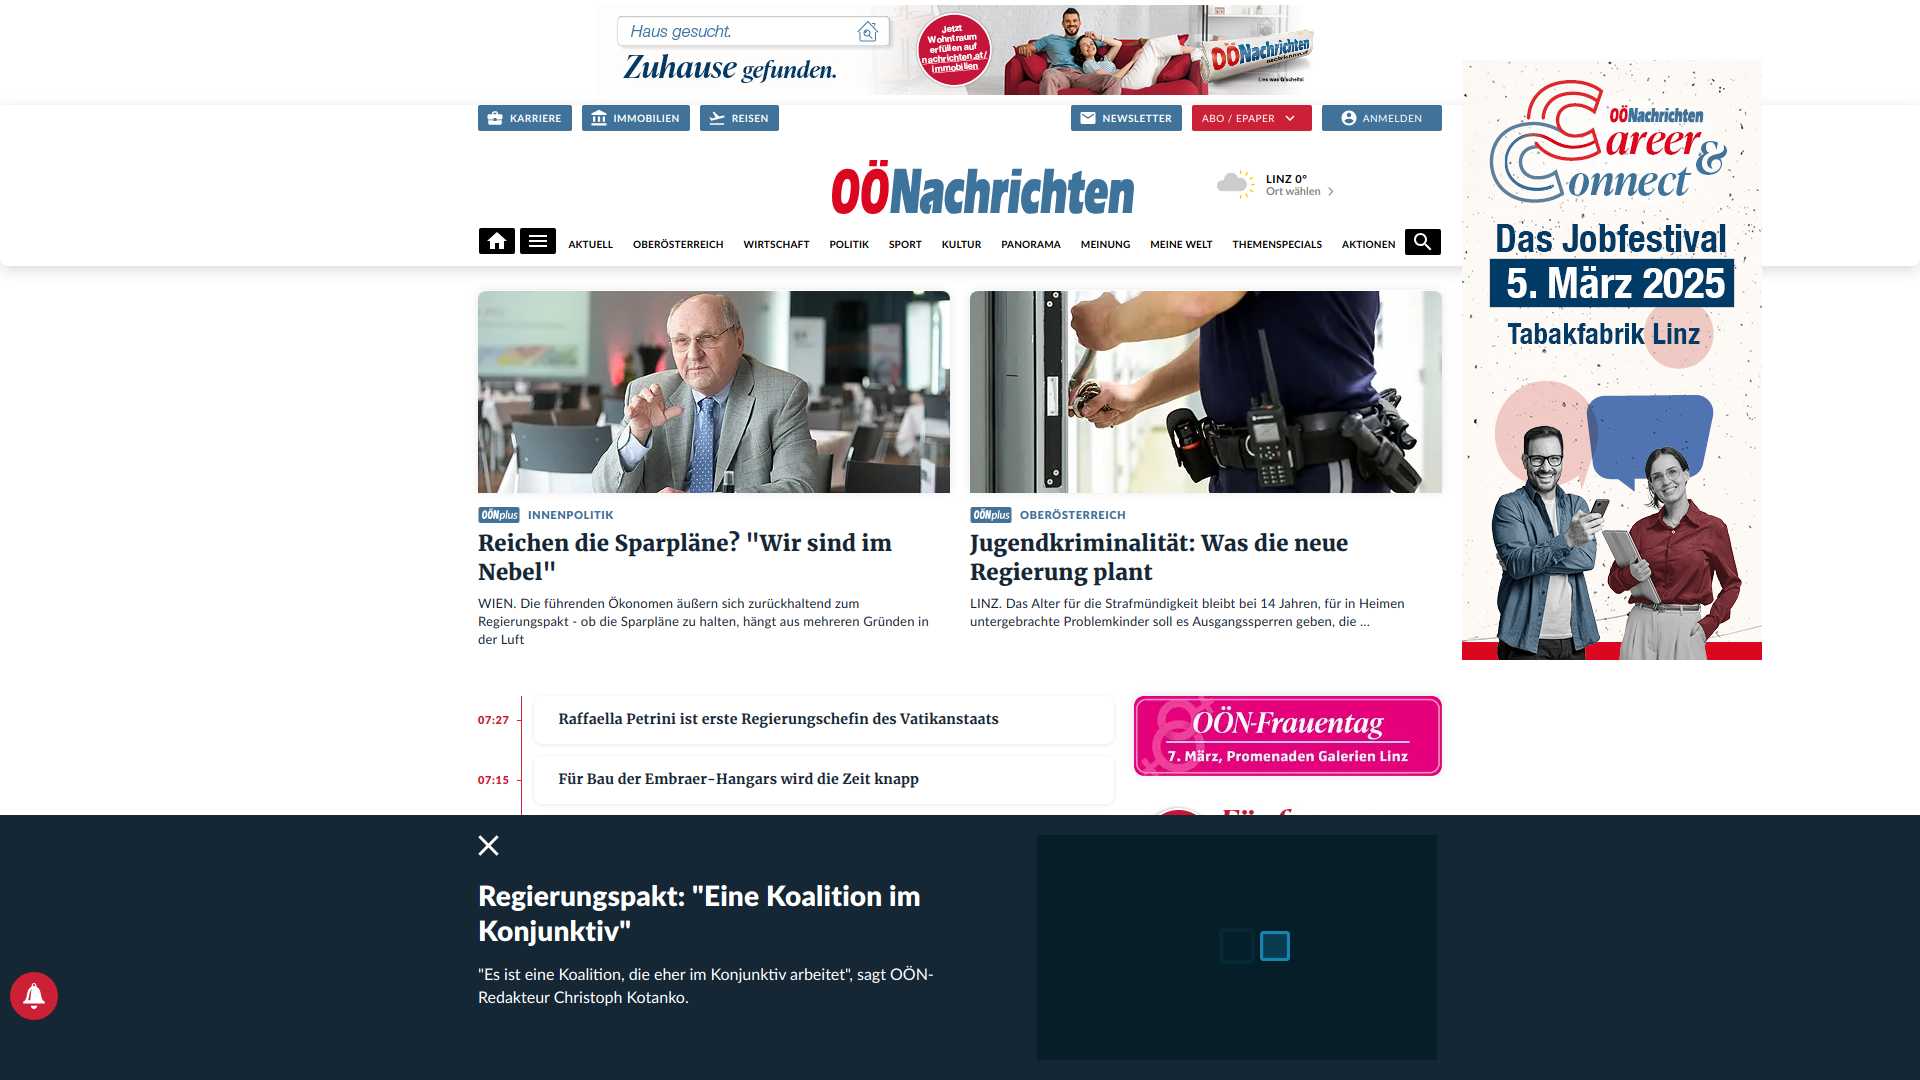 Haus gesucht.
Zuhause gefunden.
Jetzt
Wohntraum
erfüllen auf
nachrichten.at/
immobilien
OÖNachrichten
Lies was G'scheits!
KARRIERE
IMMOBILIEN
REISEN
NEWSLETTER
ABO / EPAPER
ANMELDEN
OÖNachrichten
LINZ 0°
Ort wählen
AKTUELL
OBERÖSTERREICH
WIRTSCHAFT
POLITIK
SPORT
KULTUR
PANORAMA
MEINUNG
MEINE WELT
THEMENSPECIALS
AKTIONEN
OÖNachrichten
Career &
Connect
Das Jobfestival
5. März 2025
Tabakfabrik Linz
OÖNplus INNENPOLITIK
Reichen die Sparpläne? "Wir sind im
Nebel"
WIEN. Die führenden Ökonomen äußern sich zurückhaltend zum
Regierungspakt - ob die Sparpläne zu halten, hängt aus mehreren Gründen in
der Luft
OÖNplus OBERÖSTERREICH
Jugendkriminalität: Was die neue
Regierung plant
LINZ. Das Alter für die Strafmündigkeit bleibt bei 14 Jahren, für in Heimen
untergebrachte Problemkinder soll es Ausgangssperren geben, die ...
07:27 Raffaella Petrini ist erste Regierungschefin des Vatikanstaats
07:15 Für Bau der Embraer-Hangars wird die Zeit knapp
OÖN-Frauentag
7. März, Promenaden Galerien Linz
Regierungspakt: "Eine Koalition im
Konjunktiv"
"Es ist eine Koalition, die eher im Konjunktiv arbeitet", sagt OÖN-
Redakteur Christoph Kotanko.